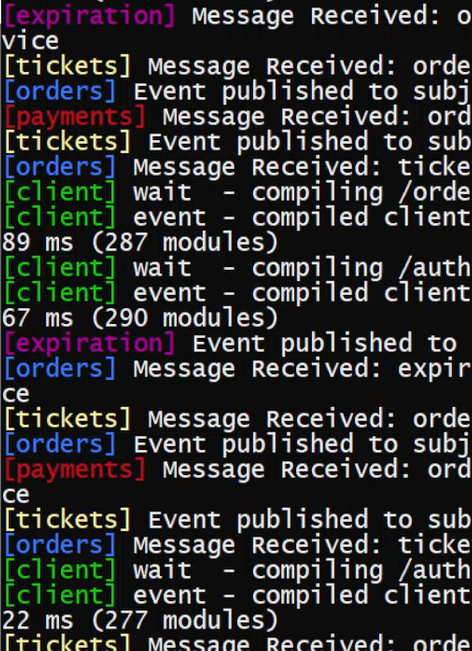 [expiration] Message Received: o
vice
[tickets] Message Received: orde
[orders] Event published to subj
[payments] Message Received: ord
[tickets] Event published to sub
[orders] Message Received: ticke
[client] wait  - compiling /orde
[client] event - compiled client
89 ms (287 modules)
[client] wait  - compiling /auth
[client] event - compiled client
67 ms (290 modules)
[expiration] Event published to
[orders] Message Received: expir
ce
[tickets] Message Received: orde
[orders] Event published to subj
[payments] Message Received: ord
ce
[tickets] Event published to sub
[orders] Message Received: ticke
[client] wait  - compiling /auth
[client] event - compiled client
22 ms (277 modules)
[tickets] Message Received: orde